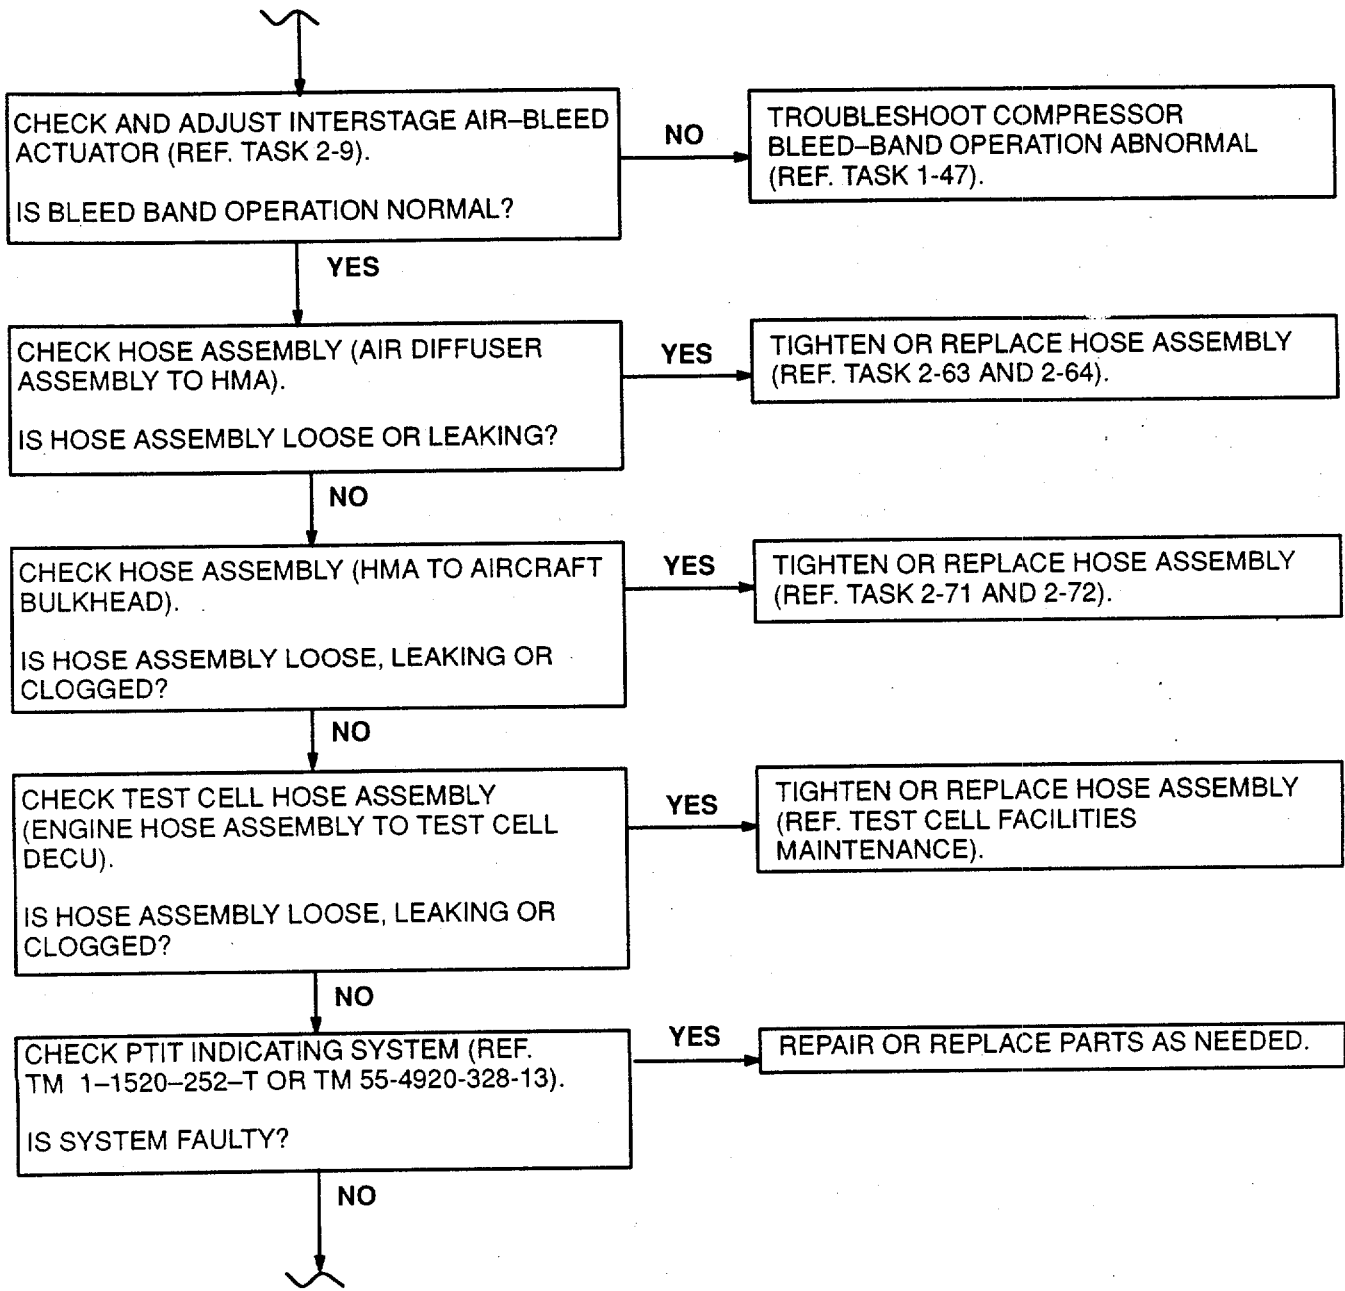 CHECK AND ADJUST INTERSTAGE AIR–BLEED
ACTUATOR (REF. TASK 2-9).
IS BLEED BAND OPERATION NORMAL?
NO
TROUBLESHOOT COMPRESSOR
BLEED–BAND OPERATION ABNORMAL
(REF. TASK 1-47).
YES
CHECK HOSE ASSEMBLY (AIR DIFFUSER
ASSEMBLY TO HMA).
IS HOSE ASSEMBLY LOOSE OR LEAKING?
YES
TIGHTEN OR REPLACE HOSE ASSEMBLY
(REF. TASK 2-63 AND 2-64).
NO
CHECK HOSE ASSEMBLY (HMA TO AIRCRAFT
BULKHEAD).
IS HOSE ASSEMBLY LOOSE, LEAKING OR
CLOGGED?
YES
TIGHTEN OR REPLACE HOSE ASSEMBLY
(REF. TASK 2-71 AND 2-72).
NO
CHECK TEST CELL HOSE ASSEMBLY
(ENGINE HOSE ASSEMBLY TO TEST CELL
DECU).
IS HOSE ASSEMBLY LOOSE, LEAKING OR
CLOGGED?
YES
TIGHTEN OR REPLACE HOSE ASSEMBLY
(REF. TEST CELL FACILITIES
MAINTENANCE).
NO
CHECK PTIT INDICATING SYSTEM (REF.
TM 1–1520–252–T OR TM 55-4920-328-13).
IS SYSTEM FAULTY?
YES
REPAIR OR REPLACE PARTS AS NEEDED.
NO